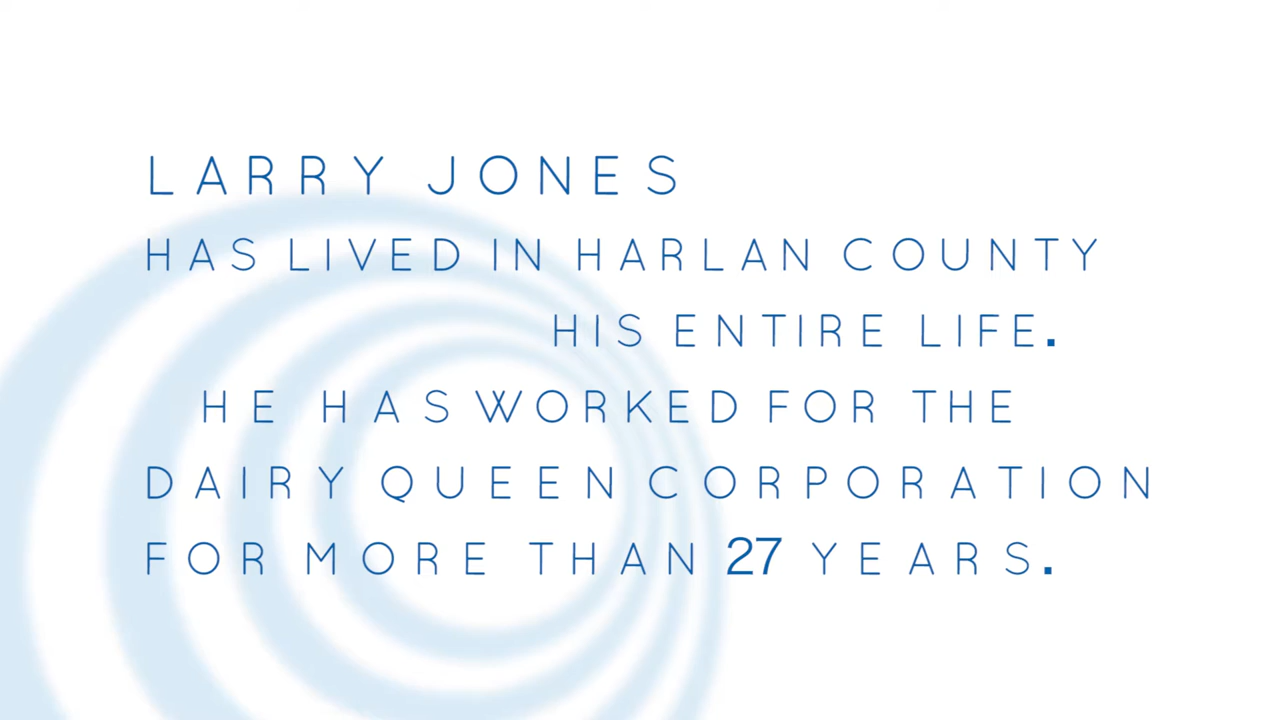 LARRY JONES
HAS LIVED IN HARLAN COUNTY
HIS ENTIRE LIFE.
HE HAS WORKED FOR THE
DAIRY QUEEN CORPORATION
FOR MORE THAN 27 YEARS.